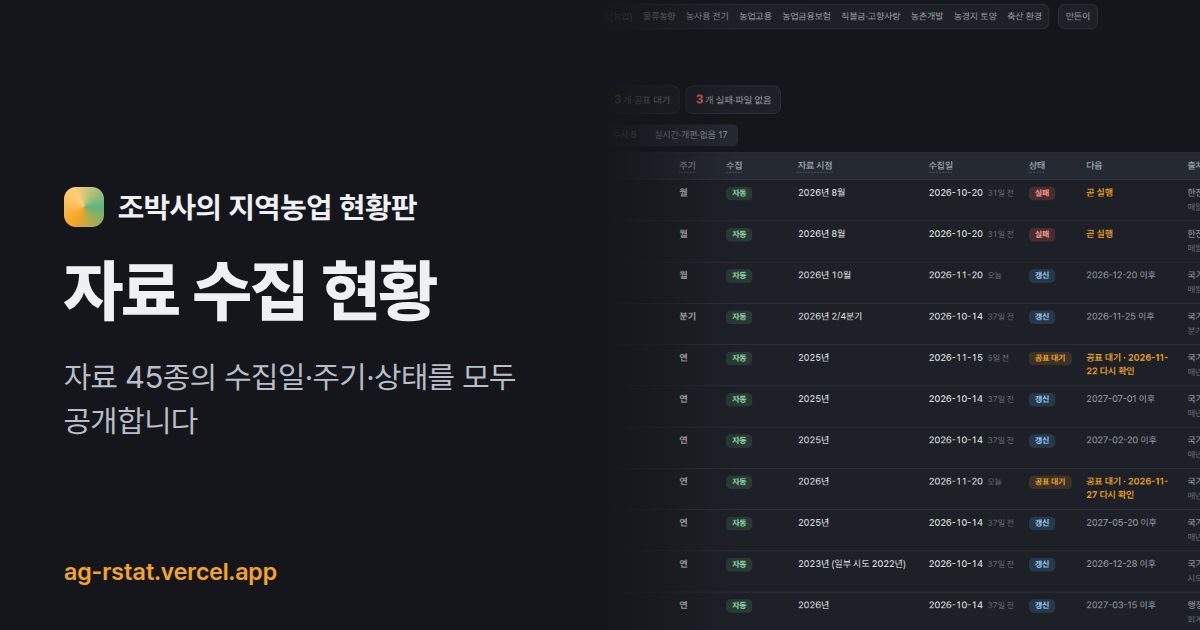 물류동향 농사용 전기 농업고용 농업금융보험 직불금·고향사랑 농촌개발 농경지 토양 축산 환경 만든이
3개 공표 대기 3개 실패·파일 없음
수시 6 실시간·개편·없음 17
조박사의 지역농업 현황판
자료 수집 현황
자료 45종의 수집일·주기·상태를 모두
공개합니다
ag-rstat.vercel.app
주기 수집 자료 시점 수집일 상태 다음
월 자동 2026년 8월 2026-10-20 31일 전 실패 곧 실행
월 자동 2026년 8월 2026-10-20 31일 전 실패 곧 실행
월 자동 2026년 10월 2026-11-20 오늘 갱신 2026-12-20 이후
분기 자동 2026년 2/4분기 2026-10-14 37일 전 갱신 2026-11-25 이후
연 자동 2025년 2026-11-15 5일 전 공표 대기 공표 대기 · 2026-11-
22 다시 확인
연 자동 2025년 2026-10-14 37일 전 갱신 2027-07-01 이후
연 자동 2025년 2026-10-14 37일 전 갱신 2027-02-20 이후
연 자동 2026년 2026-11-20 오늘 공표 대기 공표 대기 · 2026-11-
27 다시 확인
연 자동 2025년 2026-10-14 37일 전 갱신 2027-05-20 이후
연 자동 2023년 (일부 시도 2022년) 2026-10-14 37일 전 갱신 2026-12-28 이후
연 자동 2026년 2026-10-14 37일 전 갱신 2027-03-15 이후